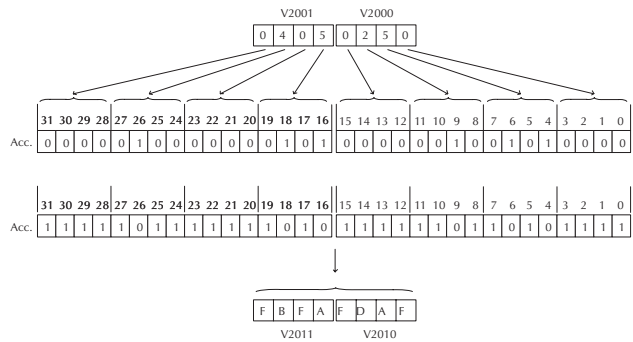 V2001 V2000
0 4 0 5 0 2 5 0
31 30 29 28 27 26 25 24 23 22 21 20 19 18 17 16 15 14 13 12 11 10 9 8 7 6 5 4 3 2 1 0
Acc. 0 0 0 0 0 1 0 0 0 0 0 0 0 1 0 1 0 0 0 0 0 0 1 0 0 1 0 1 0 0 0 0
31 30 29 28 27 26 25 24 23 22 21 20 19 18 17 16 15 14 13 12 11 10 9 8 7 6 5 4 3 2 1 0
Acc. 1 1 1 1 1 0 1 1 1 1 1 1 1 0 1 0 1 1 1 1 1 1 0 1 1 0 1 0 1 1 1 1
F B F A F D A F
V2011 V2010